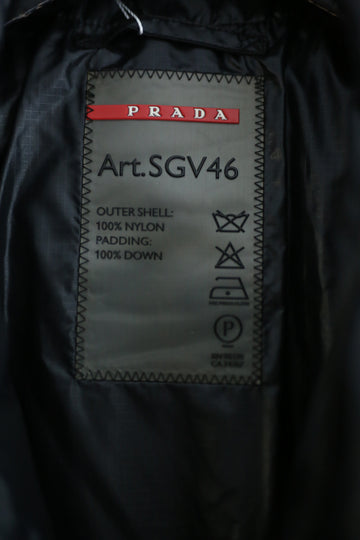 PRADA
Art.SGV46
OUTER SHELL:
100% NYLON
PADDING:
100% DOWN
P